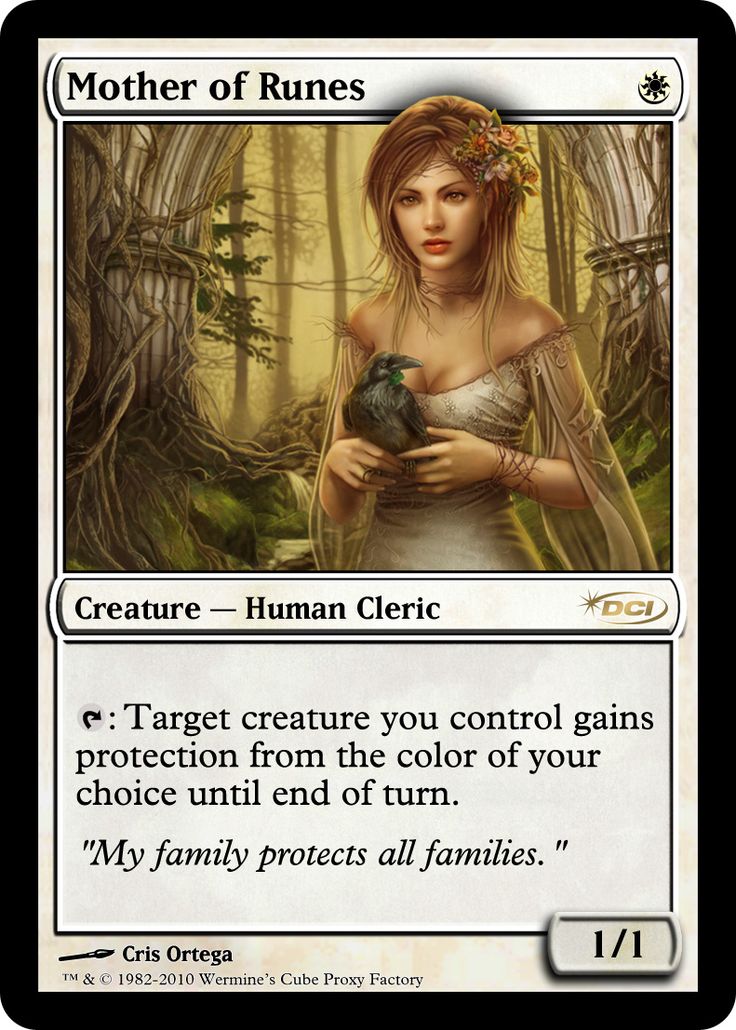 Mother of Runes
Creature — Human Cleric
DCI
: Target creature you control gains
protection from the color of your
choice until end of turn.
"My family protects all families. "
1/1
Cris Ortega
™ & © 1982-2010 Wermine's Cube Proxy Factory